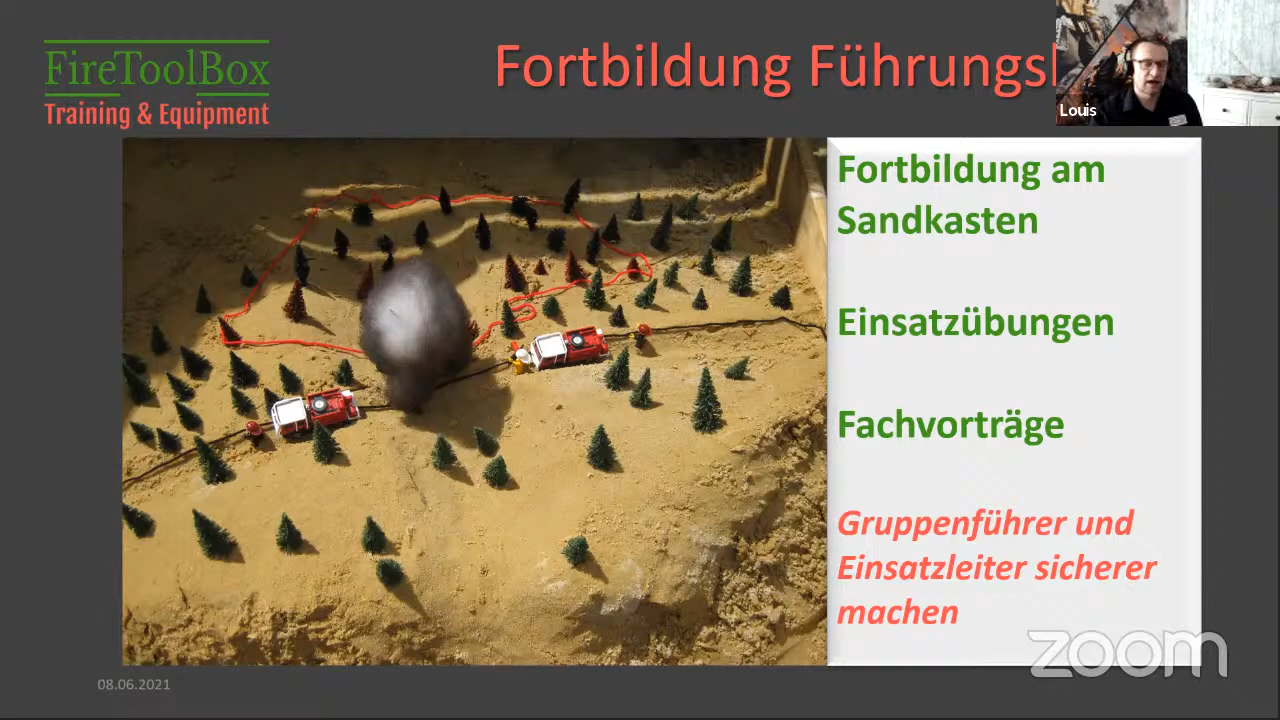 FireToolBox
Training & Equipment
Fortbildung
Louis
Fortbildung am
Sandkasten
Einsatzübungen
Fachvorträge
Gruppenführer und
Einsatzleiter sicherer
machen
zoom
08.06.2021